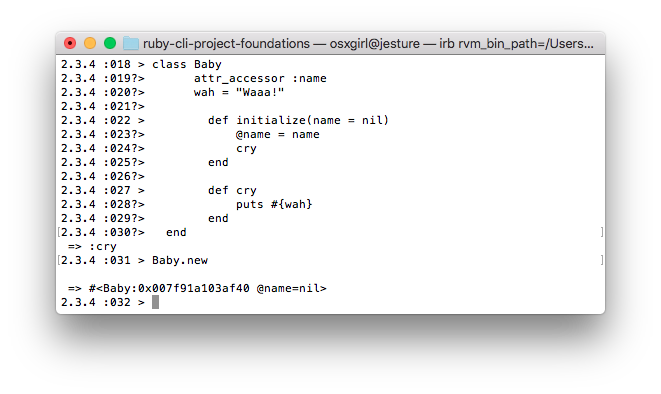 ruby-cli-project-foundations — osxgirl@jesture — irb rvm_bin_path=/Users...
2.3.4 :018 > class Baby
2.3.4 :019?>       attr_accessor :name
2.3.4 :020?>       wah = "Waaa!"
2.3.4 :021?>
2.3.4 :022 >         def initialize(name = nil)
2.3.4 :023?>             @name = name
2.3.4 :024?>             cry
2.3.4 :025?>         end
2.3.4 :026?>
2.3.4 :027 >         def cry
2.3.4 :028?>             puts #{wah}
2.3.4 :029?>         end
[2.3.4 :030?>   end ]
 => :cry
[2.3.4 :031 > Baby.new ]
 => #<Baby:0x007f91a103af40 @name=nil>
2.3.4 :032 >